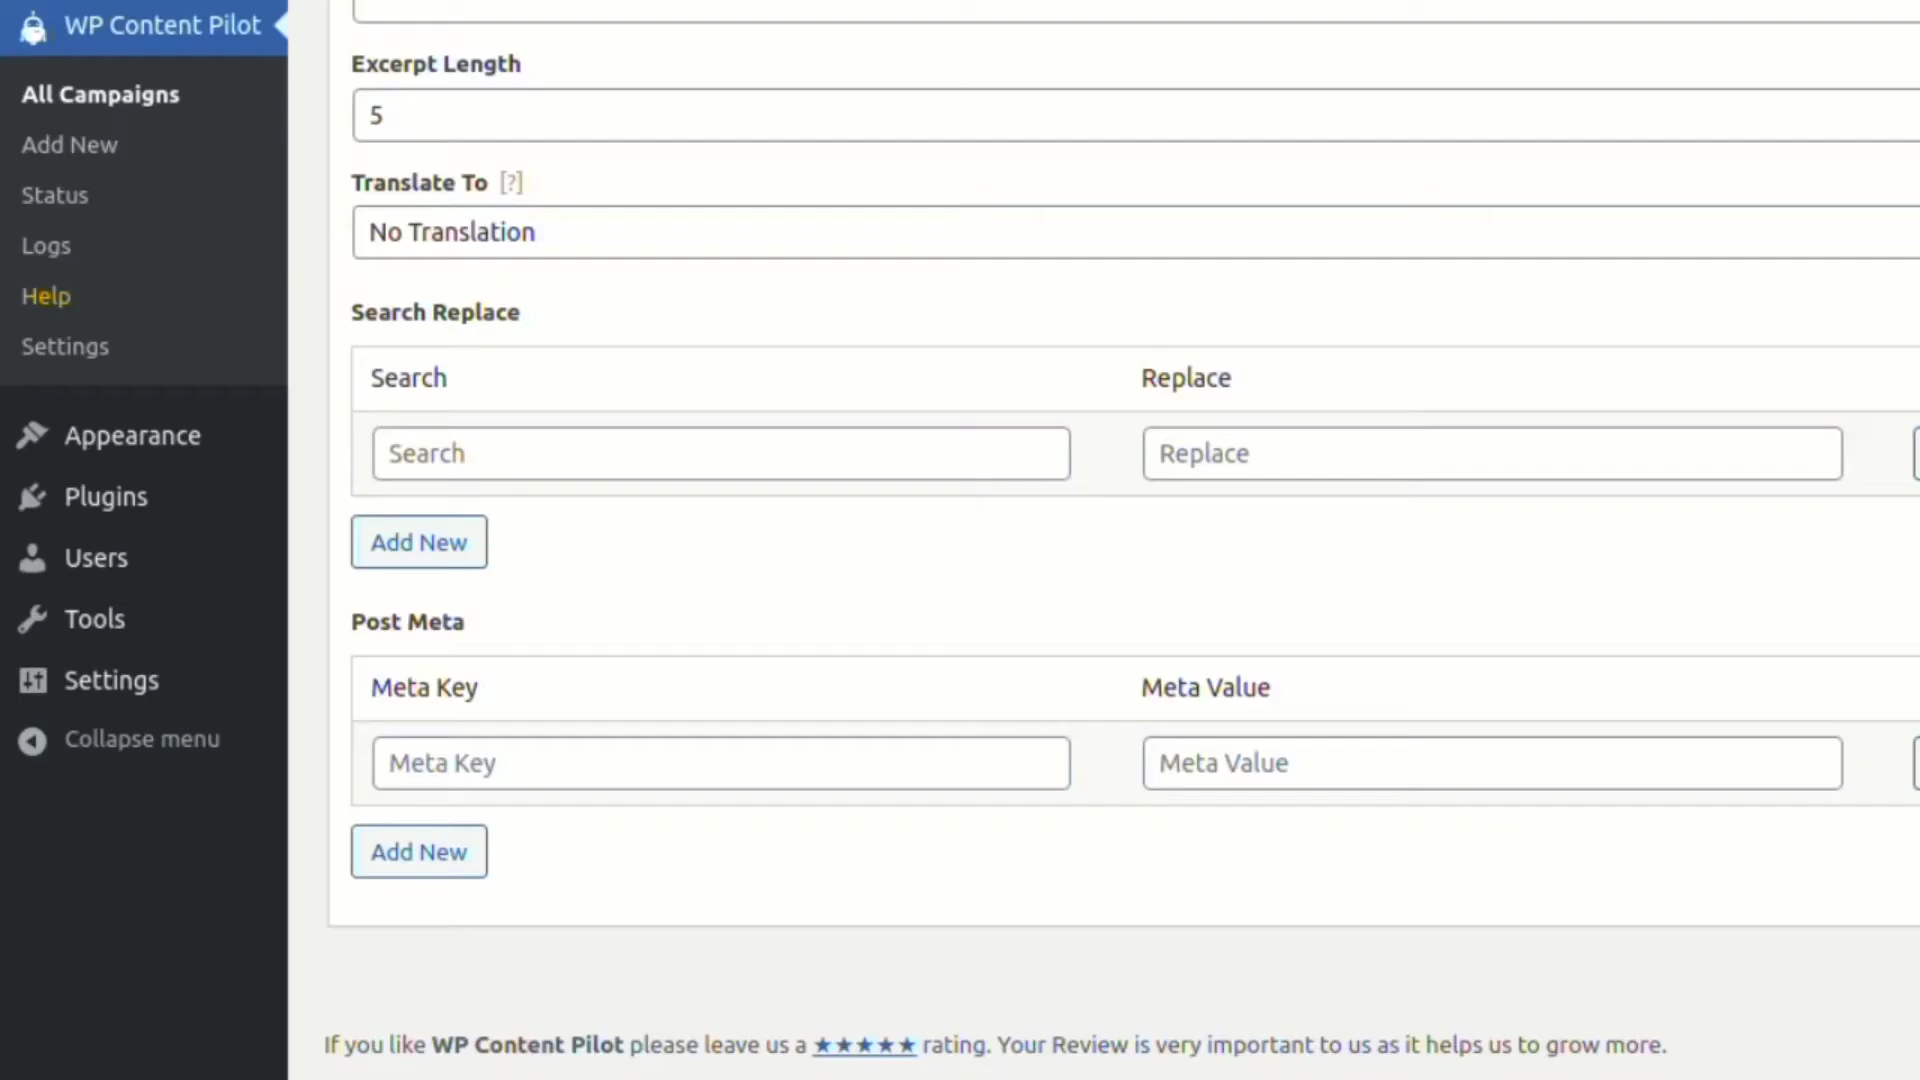 WP Content Pilot
All Campaigns
Add New
Status
Logs
Help
Settings
Appearance
Plugins
Users
Tools
Settings
Collapse menu
Excerpt Length
5
Translate To [?]
No Translation
Search Replace
Search Replace
Search Replace
Add New
Post Meta
Meta Key Meta Value
Meta Key Meta Value
Add New
If you like WP Content Pilot please leave us a ★★★★★ rating. Your Review is very important to us as it helps us to grow more.